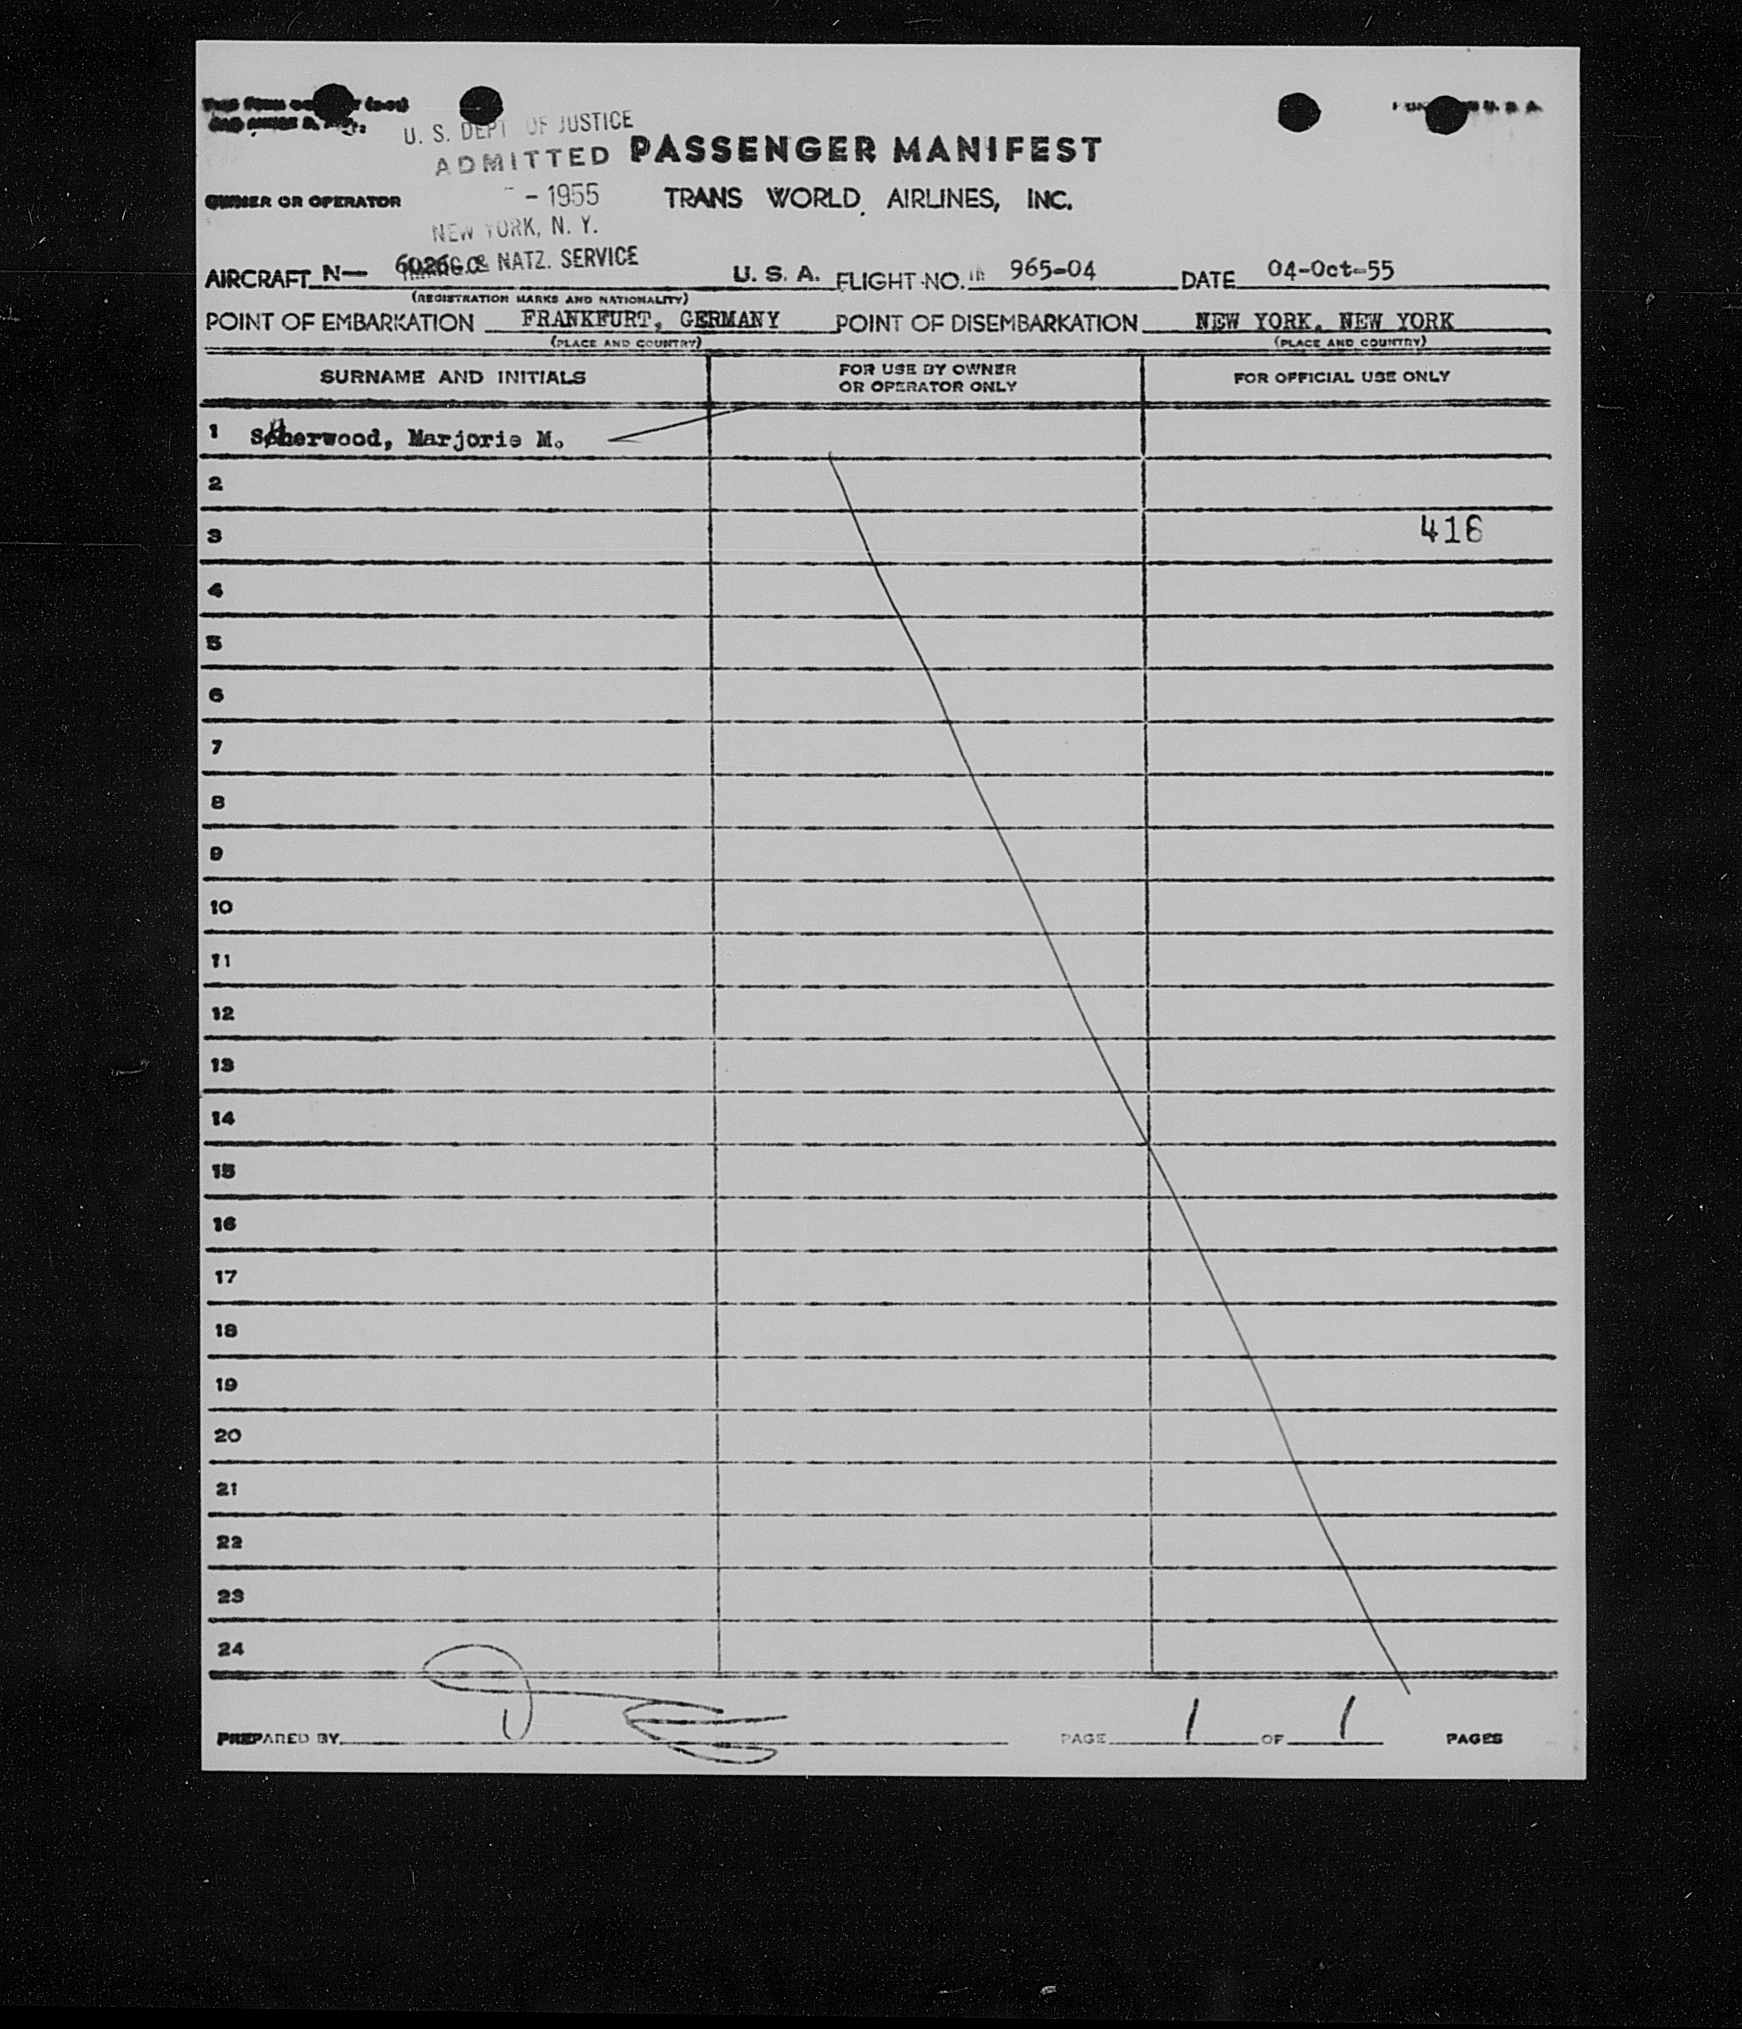 U. S. DEPT OF JUSTICE
ADMITTED
PASSENGER MANIFEST
OWNER OR OPERATOR
- 1955
TRANS WORLD AIRLINES, INC.
NEW YORK, N. Y.
& NATZ. SERVICE
AIRCRAFT N- 6026C U. S. A. FLIGHT NO. 965-04 DATE 04-Oct-55
(REGISTRATION MARKS AND NATIONALITY)
POINT OF EMBARKATION FRANKFURT, GERMANY POINT OF DISEMBARKATION NEW YORK, NEW YORK
(PLACE AND COUNTRY) (PLACE AND COUNTRY)
SURNAME AND INITIALS FOR USE BY OWNER OR OPERATOR ONLY FOR OFFICIAL USE ONLY
1 Sherwood, Marjorie M.
2
3 416
4
5
6
7
8
9
10
11
12
13
14
15
16
17
18
19
20
21
22
23
24
PREPARED BY PAGE 1 OF 1 PAGES